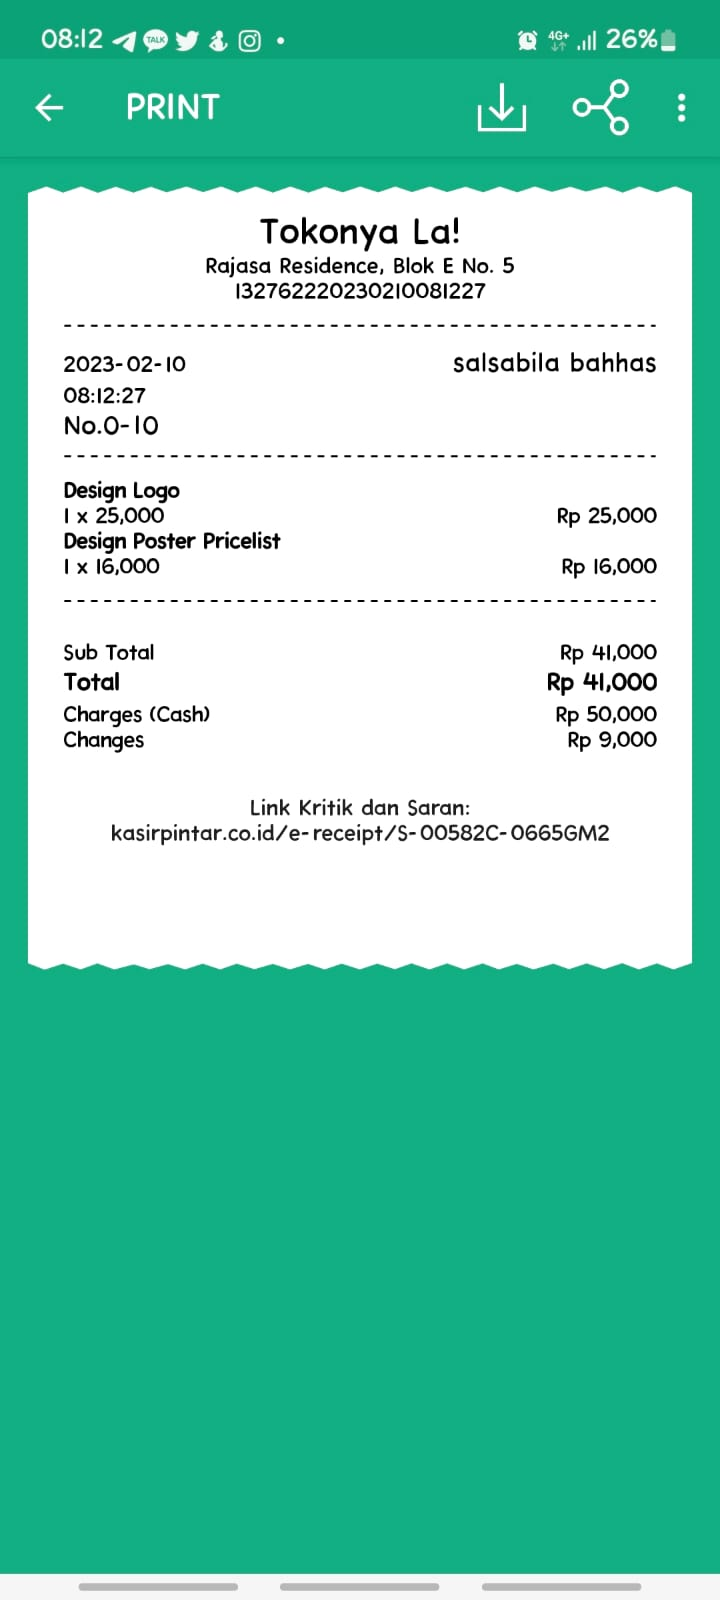 08:12 TALK 4G+ 26%
PRINT
Tokonya La!
Rajasa Residence, Blok E No. 5
132762220230210081227
2023-02-10 salsabila bahhas
08:12:27
No.0-10
Design Logo
1 x 25,000 Rp 25,000
Design Poster Pricelist
1 x 16,000 Rp 16,000
Sub Total Rp 41,000
Total Rp 41,000
Charges (Cash) Rp 50,000
Changes Rp 9,000
Link Kritik dan Saran:
kasirpintar.co.id/e-receipt/S-00582C-0665GM2